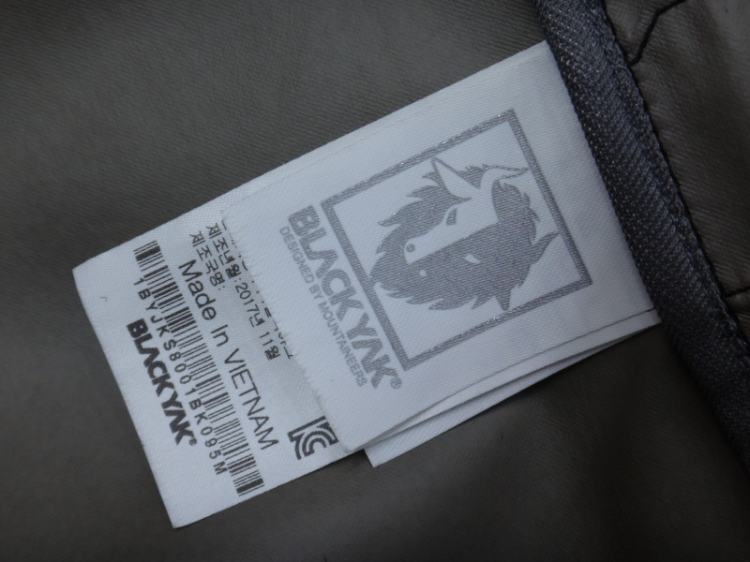 BLACKYAK®
DESIGNED BY MOUNTAINEERS
제조년월: 2017년 11월
제조국명:
Made In VIETNAM
1BYJKS8001BK095M
BLACKYAK®